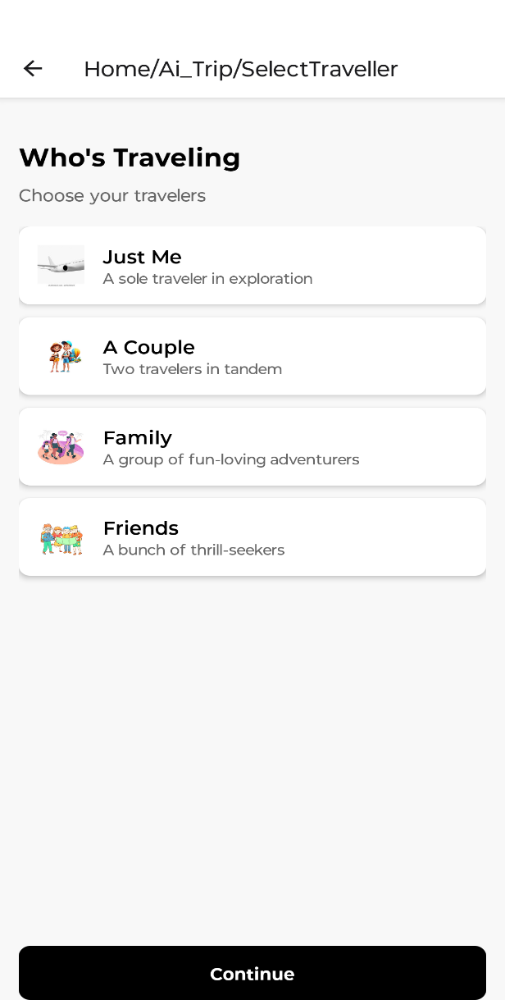 Home/Ai_Trip/SelectTraveller
Who's Traveling
Choose your travelers
Just Me
A sole traveler in exploration
A Couple
Two travelers in tandem
Family
A group of fun-loving adventurers
Friends
A bunch of thrill-seekers
Continue